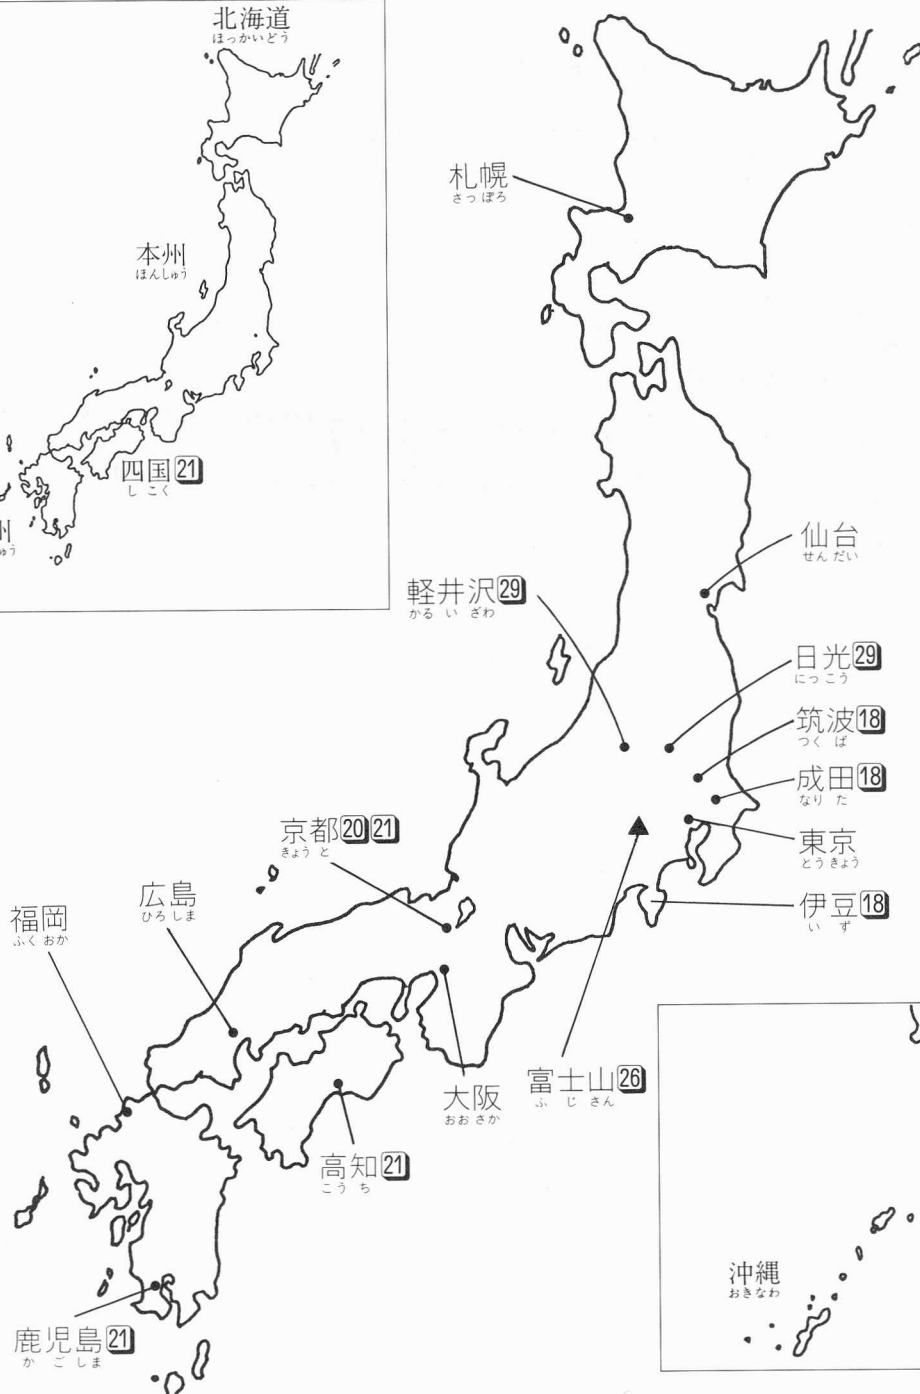 北海道
ほっかいどう
本州
ほんしゅう
四国21
しこく
州
ゅう
札幌
さっぽろ
仙台
せんだい
軽井沢29
かるいざわ
日光29
にっこう
筑波18
つくば
成田18
なりた
東京
とうきょう
伊豆18
いず
京都20 21
きょうと
広島
ひろしま
福岡
ふくおか
大阪
おおさか
富士山26
ふじさん
高知21
こうち
鹿児島21
かごしま
沖縄
おきなわ